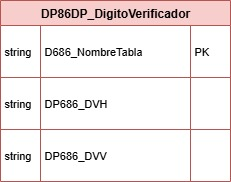 DP86DP_DigitoVerificador
string D686_NombreTabla PK
string DP686_DVH
string DP686_DVV